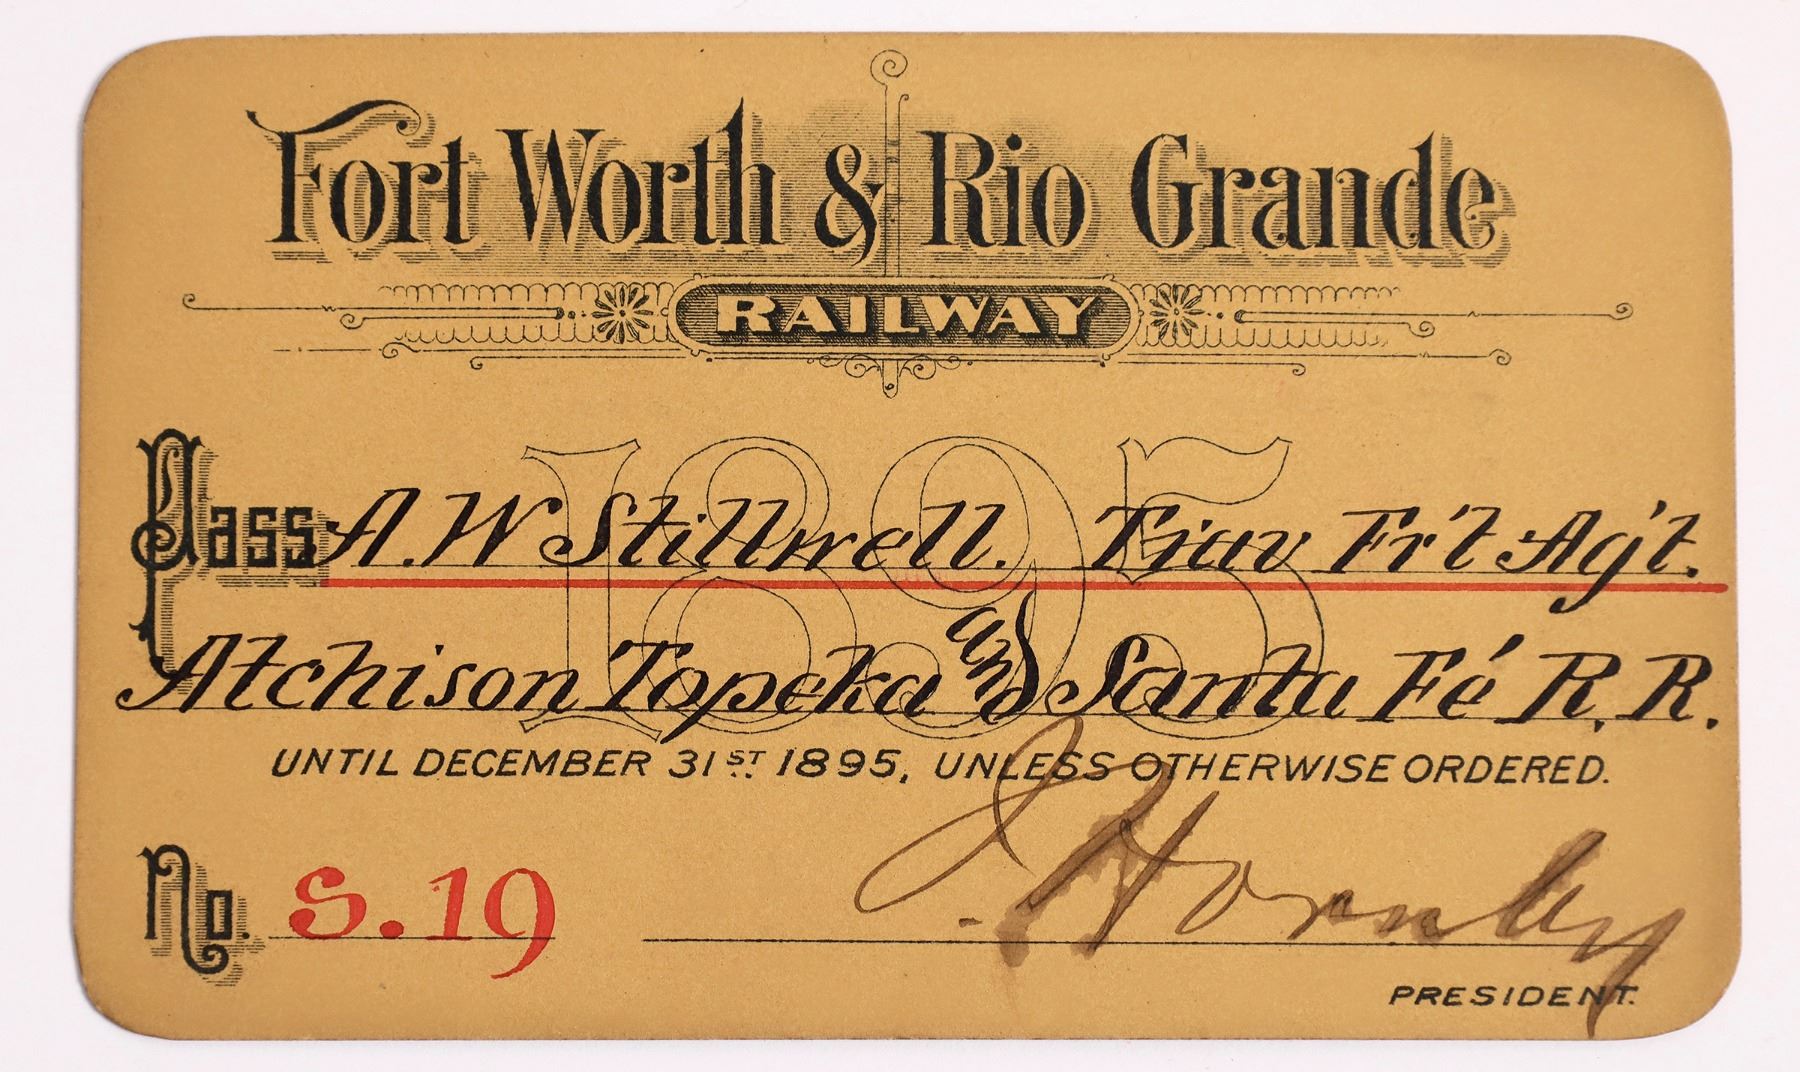 Fort Worth & Rio Grande
RAILWAY
1895
Pass A. W Stillwell. Trav Fr't Agt.
Atchison Topeka and Santa Fé R. R.
UNTIL DECEMBER 31ST 1895, UNLESS OTHERWISE ORDERED.
No. S. 19
J. Hornby
PRESIDENT.